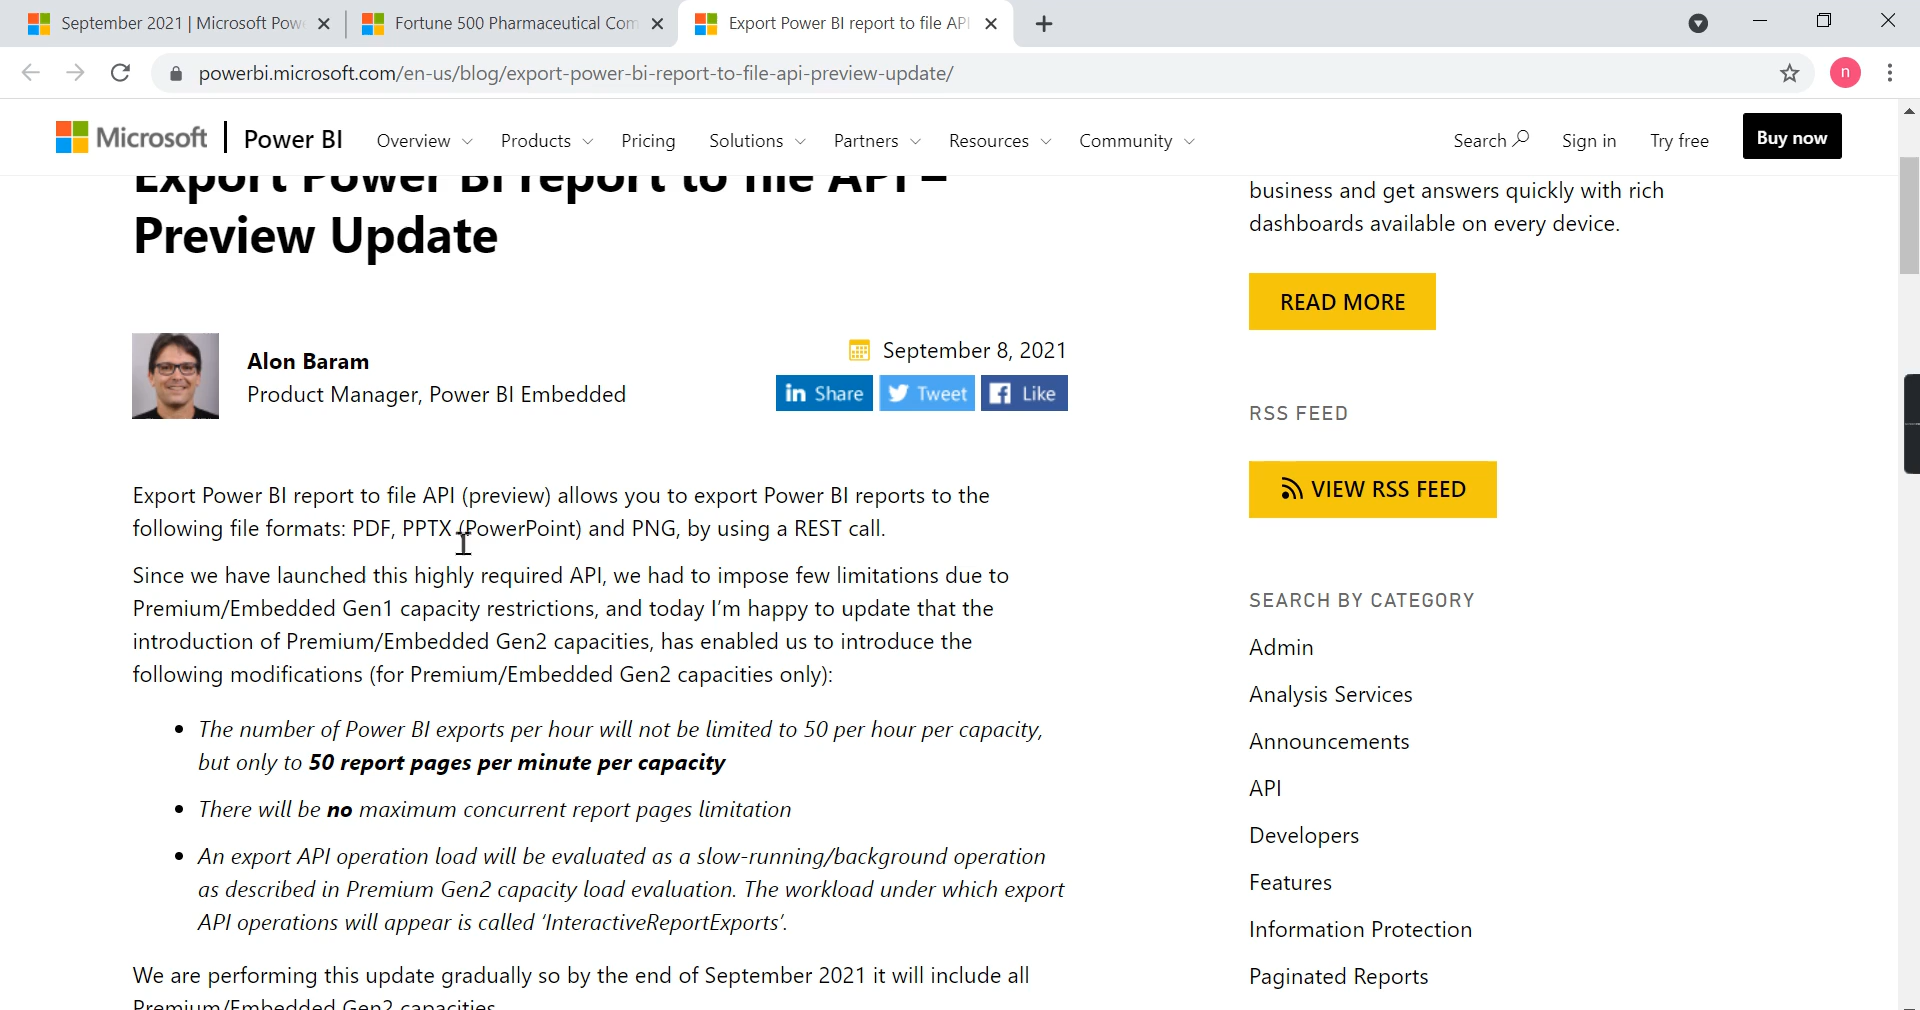 September 2021 | Microsoft Powe
Fortune 500 Pharmaceutical Com
Export Power BI report to file API
powerbi.microsoft.com/en-us/blog/export-power-bi-report-to-file-api-preview-update/
n
Microsoft
Power BI
Overview
Products
Pricing
Solutions
Partners
Resources
Community
Search
Sign in
Try free
Buy now
Export Power BI report to file API –
Preview Update
Alon Baram
Product Manager, Power BI Embedded
September 8, 2021
in Share
Tweet
Like
Export Power BI report to file API (preview) allows you to export Power BI reports to the
following file formats: PDF, PPTX (PowerPoint) and PNG, by using a REST call.
Since we have launched this highly required API, we had to impose few limitations due to
Premium/Embedded Gen1 capacity restrictions, and today I'm happy to update that the
introduction of Premium/Embedded Gen2 capacities, has enabled us to introduce the
following modifications (for Premium/Embedded Gen2 capacities only):
• The number of Power BI exports per hour will not be limited to 50 per hour per capacity,
but only to 50 report pages per minute per capacity
• There will be no maximum concurrent report pages limitation
• An export API operation load will be evaluated as a slow-running/background operation
as described in Premium Gen2 capacity load evaluation. The workload under which export
API operations will appear is called 'InteractiveReportExports'.
We are performing this update gradually so by the end of September 2021 it will include all
Premium/Embedded Gen2 capacities
business and get answers quickly with rich
dashboards available on every device.
READ MORE
RSS FEED
VIEW RSS FEED
SEARCH BY CATEGORY
Admin
Analysis Services
Announcements
API
Developers
Features
Information Protection
Paginated Reports